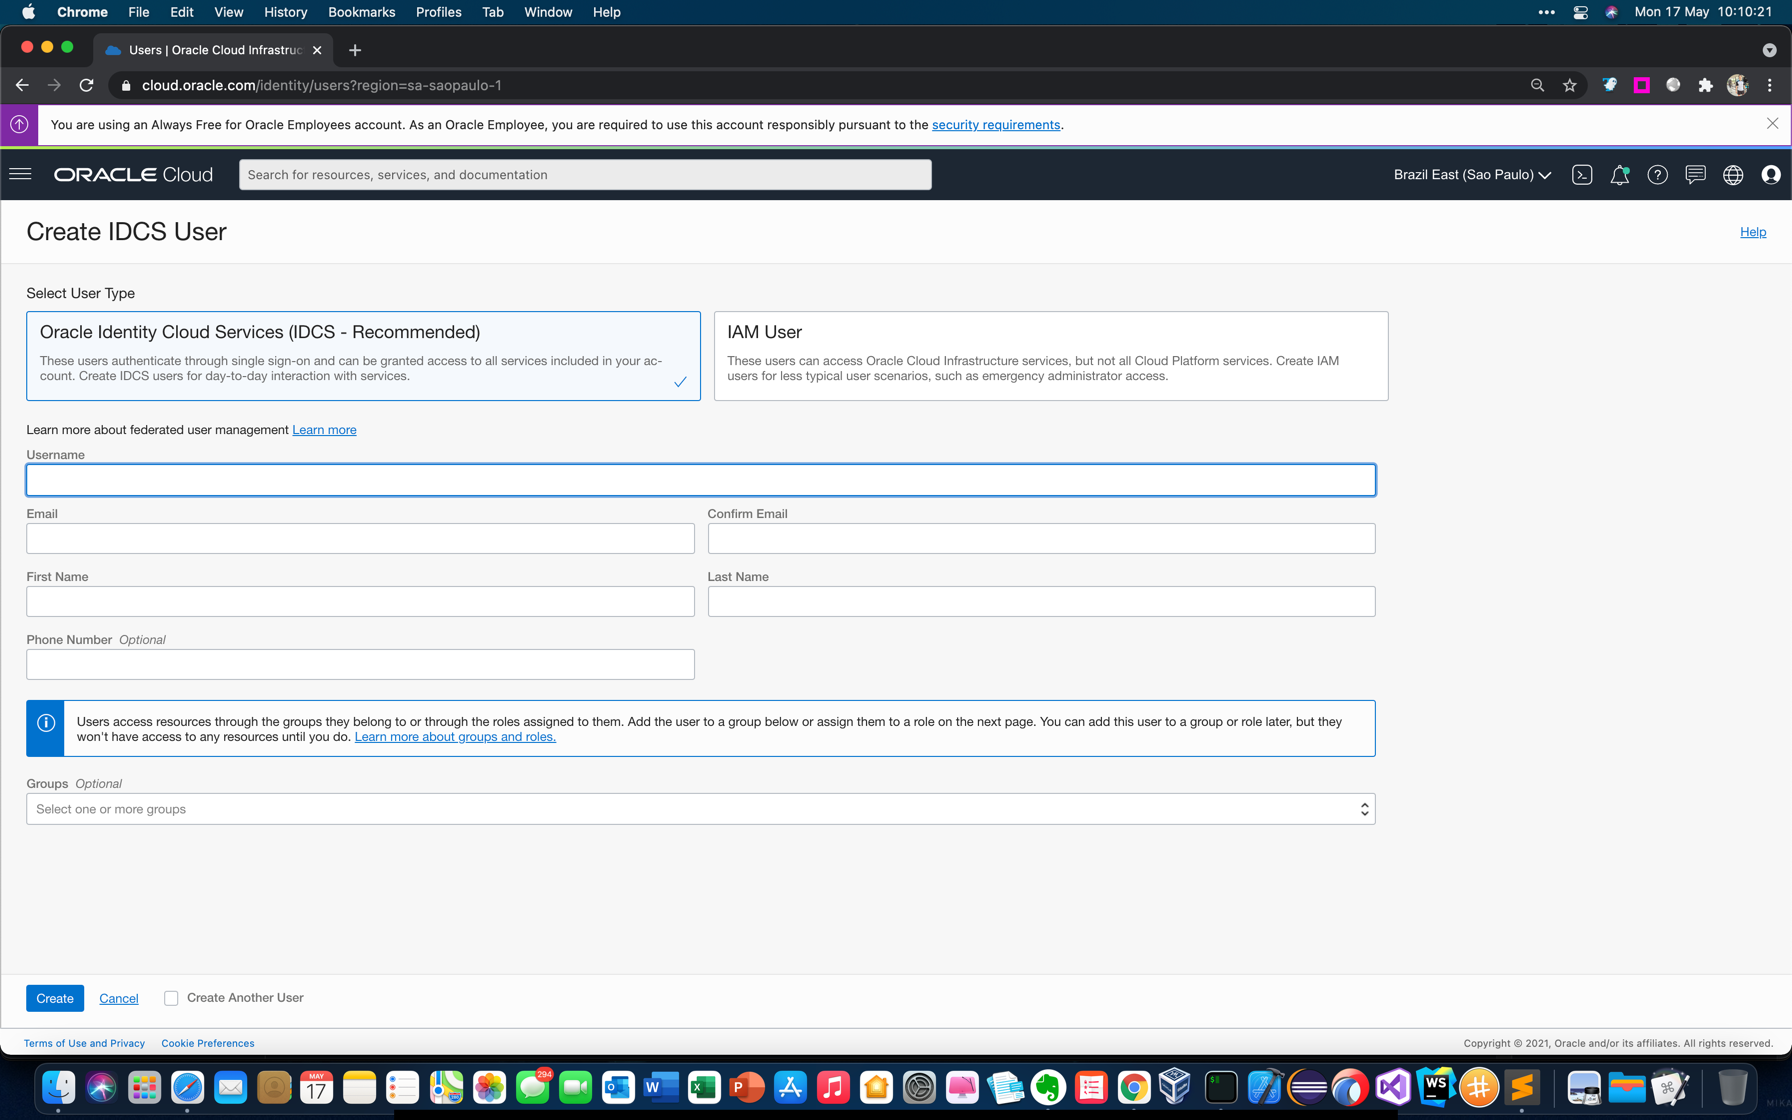 Chrome File Edit View History Bookmarks Profiles Tab Window Help
Mon 17 May 10:10:21
Users | Oracle Cloud Infrastruc
cloud.oracle.com/identity/users?region=sa-saopaulo-1
You are using an Always Free for Oracle Employees account. As an Oracle Employee, you are required to use this account responsibly pursuant to the security requirements.
ORACLE Cloud
Search for resources, services, and documentation
Brazil East (Sao Paulo)
Create IDCS User
Help
Select User Type
Oracle Identity Cloud Services (IDCS - Recommended)
These users authenticate through single sign-on and can be granted access to all services included in your ac-
count. Create IDCS users for day-to-day interaction with services.
IAM User
These users can access Oracle Cloud Infrastructure services, but not all Cloud Platform services. Create IAM
users for less typical user scenarios, such as emergency administrator access.
Learn more about federated user management Learn more
Username
Email
Confirm Email
First Name
Last Name
Phone Number Optional
Users access resources through the groups they belong to or through the roles assigned to them. Add the user to a group below or assign them to a role on the next page. You can add this user to a group or role later, but they
won't have access to any resources until you do. Learn more about groups and roles.
Groups Optional
Select one or more groups
Create
Cancel
Create Another User
Terms of Use and Privacy
Cookie Preferences
Copyright © 2021, Oracle and/or its affiliates. All rights reserved.
MAY
17
294
W
X
P
$
WS